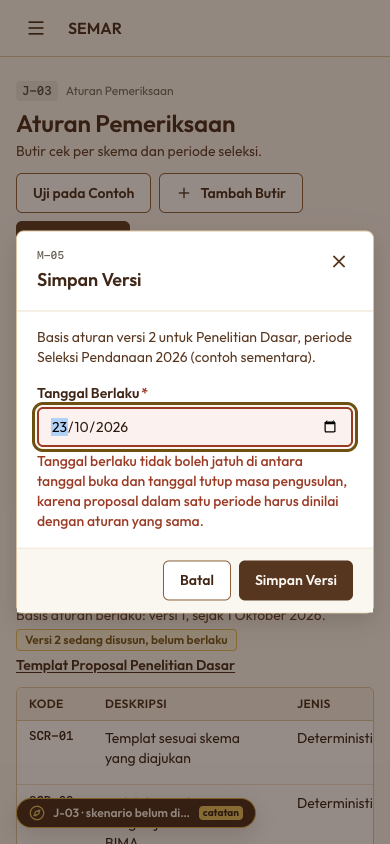 SEMAR
J-03 Aturan Pemeriksaan
Aturan Pemeriksaan
Butir cek per skema dan periode seleksi.
Uji pada Contoh
Tambah Butir
M-05
Simpan Versi
Basis aturan versi 2 untuk Penelitian Dasar, periode
Seleksi Pendanaan 2026 (contoh sementara).
Tanggal Berlaku *
23/10/2026
Tanggal berlaku tidak boleh jatuh di antara
tanggal buka dan tanggal tutup masa pengusulan,
karena proposal dalam satu periode harus dinilai
dengan aturan yang sama.
Batal
Simpan Versi
Basis aturan berlaku: versi 1, sejak 1 Oktober 2026.
Versi 2 sedang disusun, belum berlaku
Templat Proposal Penelitian Dasar
KODE DESKRIPSI JENIS
SCR-01 Templat sesuai skema Deterministi
yang diajukan
Deterministi
J-03 · skenario belum di... catatan
BIMA